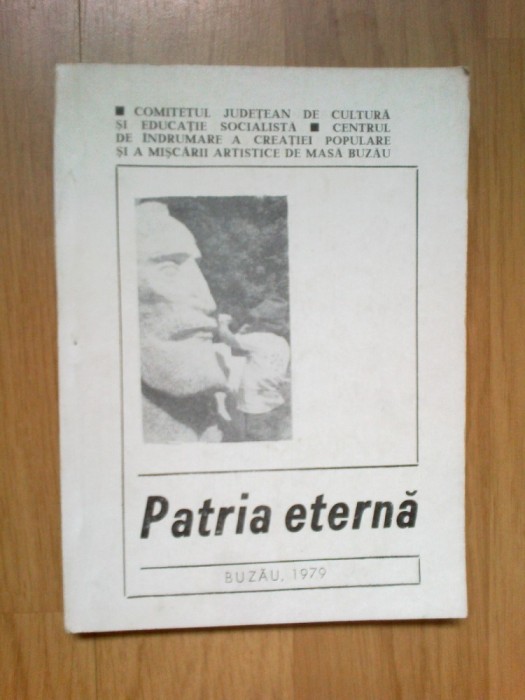 ■ COMITETUL JUDEȚEAN DE CULTURĂ
ȘI EDUCAȚIE SOCIALISTĂ ■ CENTRUL
DE ÎNDRUMARE A CREAȚIEI POPULARE
ȘI A MIȘCĂRII ARTISTICE DE MASĂ BUZĂU
Patria eternă
BUZĂU, 1979